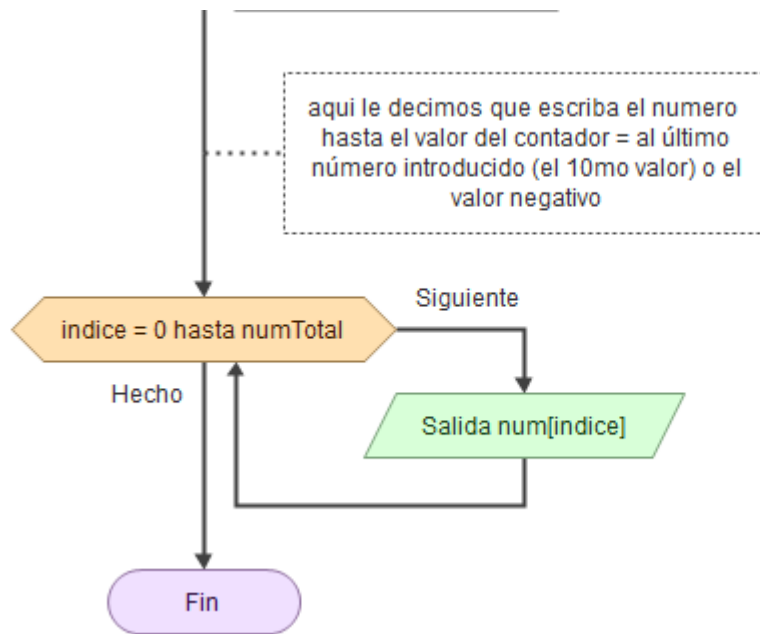 aqui le decimos que escriba el numero
hasta el valor del contador = al último
número introducido (el 10mo valor) o el
valor negativo
Siguiente
indice = 0 hasta numTotal
Hecho
Salida num[indice]
Fin